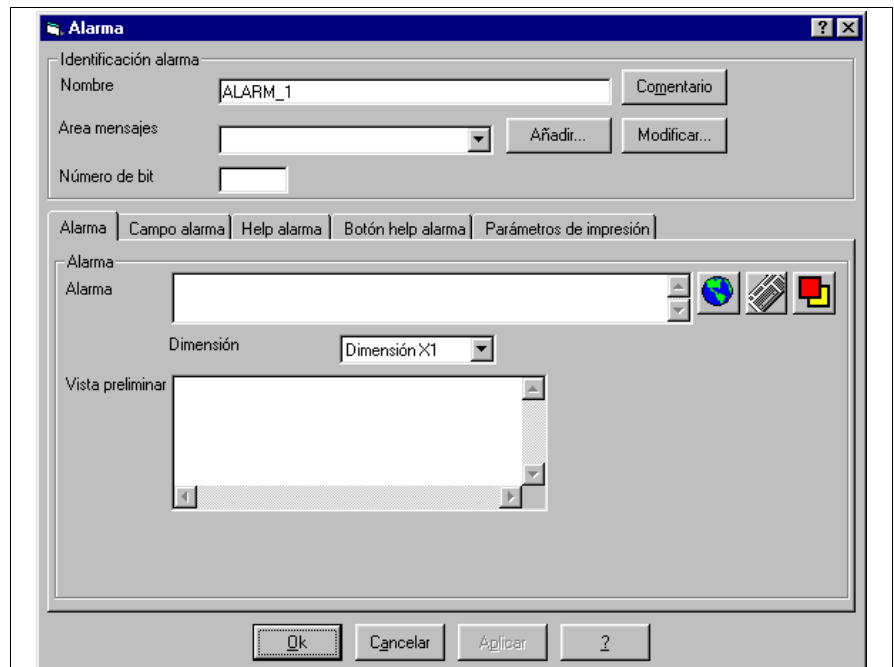 Alarma
Identificación alarma
Nombre ALARM_1 Comentario
Area mensajes Añadir... Modificar...
Número de bit
Alarma Campo alarma Help alarma Botón help alarma Parámetros de impresión
Alarma
Alarma
Dimensión Dimensión X1
Vista preliminar
Ok Cancelar Aplicar ?